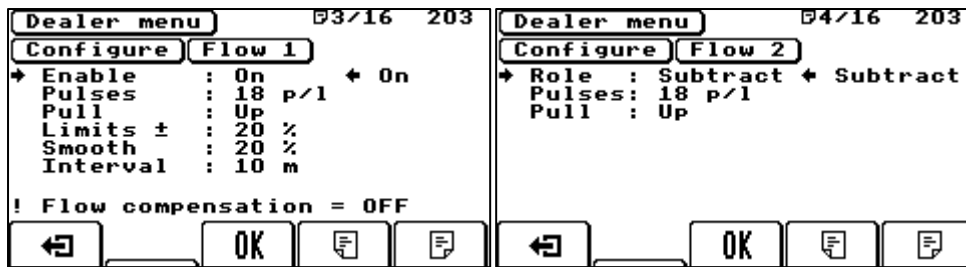 Dealer menu 3/16 203
Configure Flow 1
Enable : On On
Pulses : 18 p/l
Pull : Up
Limits ± : 20 %
Smooth : 20 %
Interval : 10 m
! Flow compensation = OFF
OK
Dealer menu 4/16 203
Configure Flow 2
Role : Subtract Subtract
Pulses: 18 p/l
Pull : Up
OK